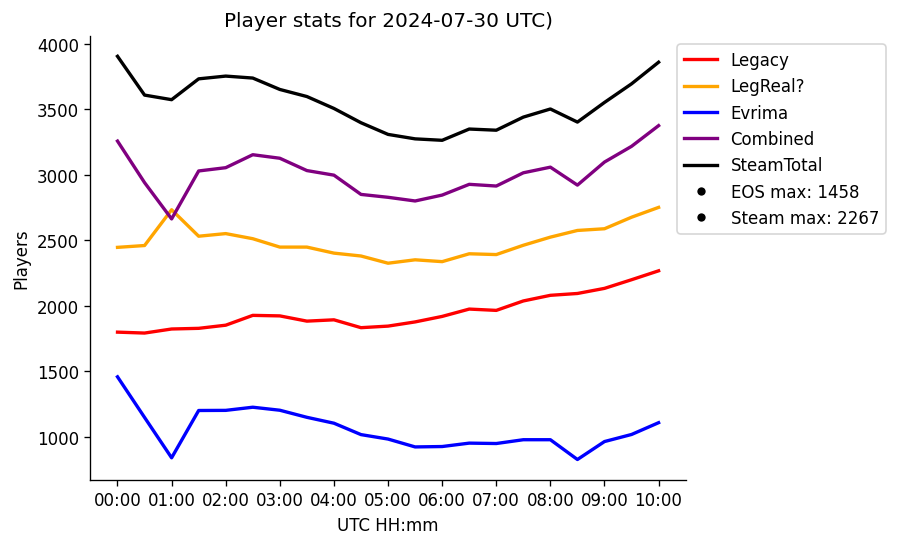 Player stats for 2024-07-30 UTC)
4000
3500
3000
2500
2000
1500
1000
Players
00:00 01:00 02:00 03:00 04:00 05:00 06:00 07:00 08:00 09:00 10:00
UTC HH:mm
Legacy
LegReal?
Evrima
Combined
SteamTotal
EOS max: 1458
Steam max: 2267